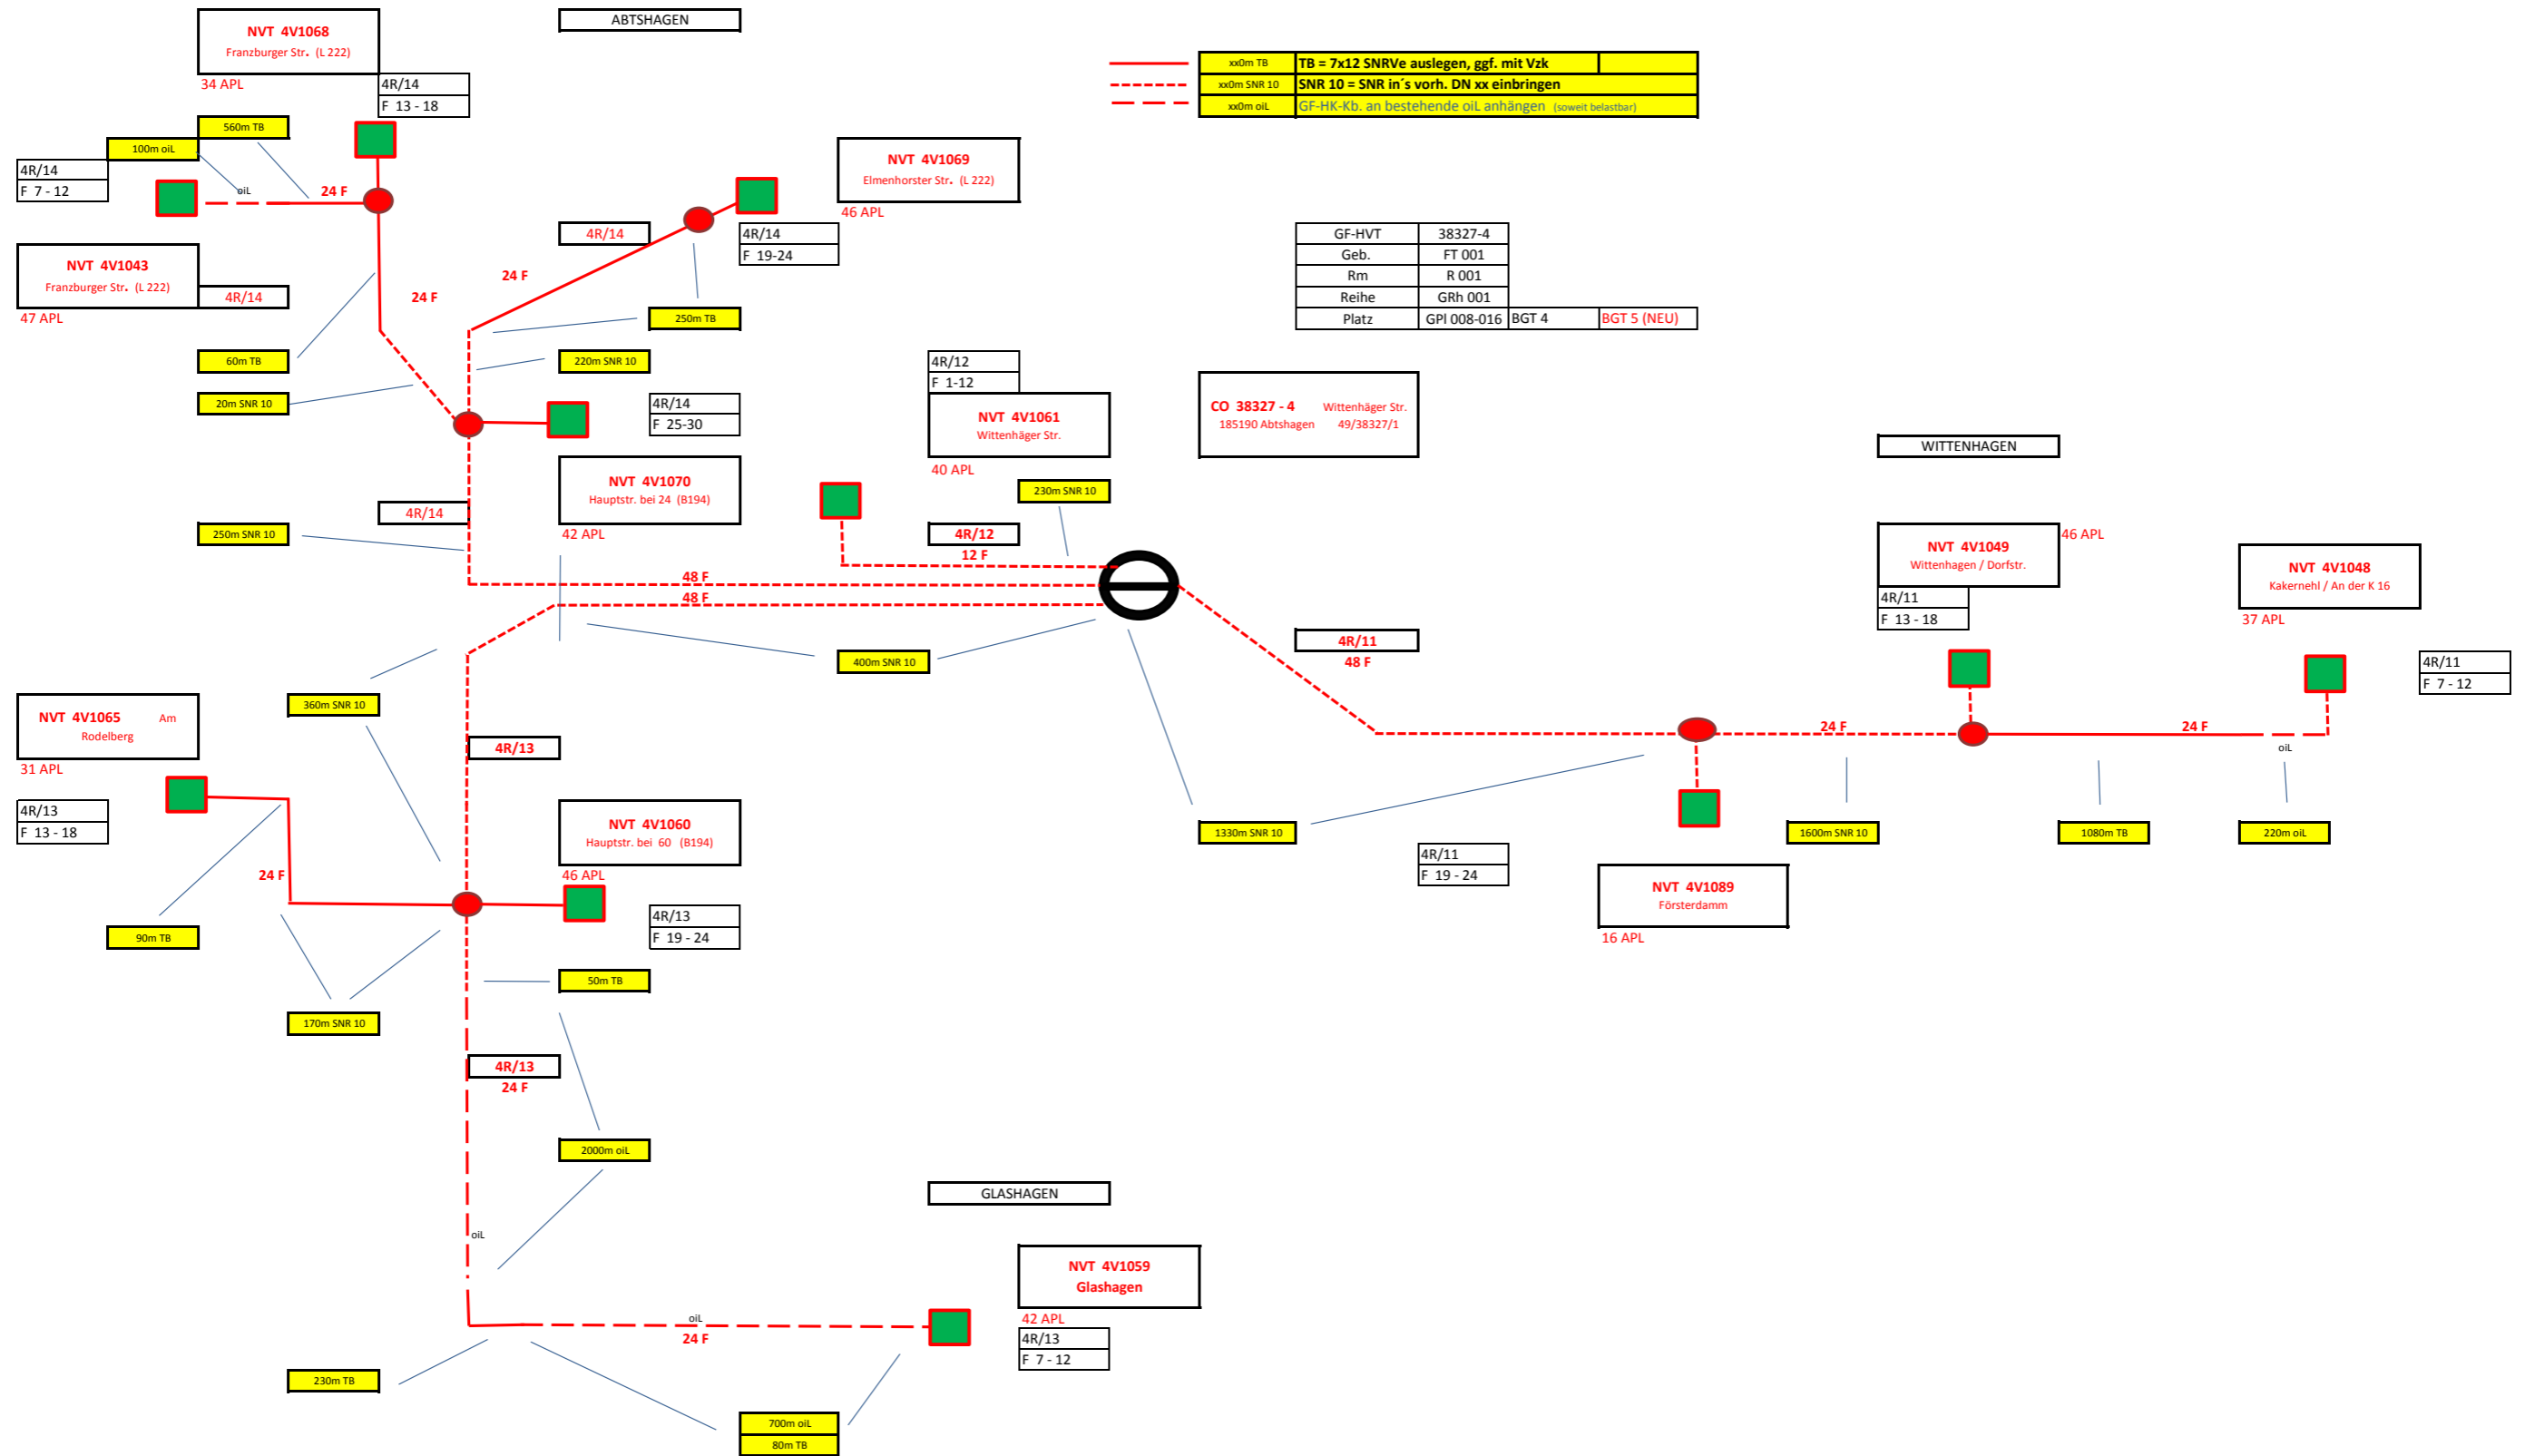 ABTSHAGEN
NVT 4V1068
Franzburger Str. (L 222)
34 APL
4R/14
F 13 - 18
xx0m TB
TB = 7x12 SNRVe auslegen, ggf. mit Vzk
xx0m SNR 10
SNR 10 = SNR in´s vorh. DN xx einbringen
xx0m oiL
GF-HK-Kb. an bestehende oiL anhängen (soweit belastbar)
560m TB
100m oiL
4R/14
F 7 - 12
oiL
24 F
NVT 4V1069
Elmenhorster Str. (L 222)
46 APL
4R/14
4R/14
F 19-24
GF-HVT 38327-4
Geb. FT 001
Rm R 001
Reihe GRh 001
Platz GPl 008-016 BGT 4 BGT 5 (NEU)
NVT 4V1043
Franzburger Str. (L 222)
4R/14
47 APL
24 F
24 F
250m TB
60m TB
220m SNR 10
20m SNR 10
4R/14
F 25-30
4R/12
F 1-12
NVT 4V1061
Wittenhäger Str.
40 APL
CO 38327 - 4 Wittenhäger Str.
185190 Abtshagen 49/38327/1
WITTENHAGEN
NVT 4V1070
Hauptstr. bei 24 (B194)
42 APL
230m SNR 10
4R/14
250m SNR 10
4R/12
12 F
48 F
48 F
NVT 4V1049
Wittenhagen / Dorfstr.
46 APL
4R/11
F 13 - 18
NVT 4V1048
Kakernehl / An der K 16
37 APL
4R/11
48 F
400m SNR 10
4R/11
F 7 - 12
360m SNR 10
NVT 4V1065 Am
Rodelberg
31 APL
4R/13
24 F
24 F
oiL
4R/13
F 13 - 18
NVT 4V1060
Hauptstr. bei 60 (B194)
46 APL
1330m SNR 10
1600m SNR 10
1080m TB
220m oiL
4R/11
F 19 - 24
NVT 4V1089
Försterdamm
16 APL
24 F
4R/13
F 19 - 24
90m TB
50m TB
170m SNR 10
4R/13
24 F
2000m oiL
GLASHAGEN
oiL
NVT 4V1059
Glashagen
42 APL
4R/13
F 7 - 12
oiL
24 F
230m TB
700m oiL
80m TB